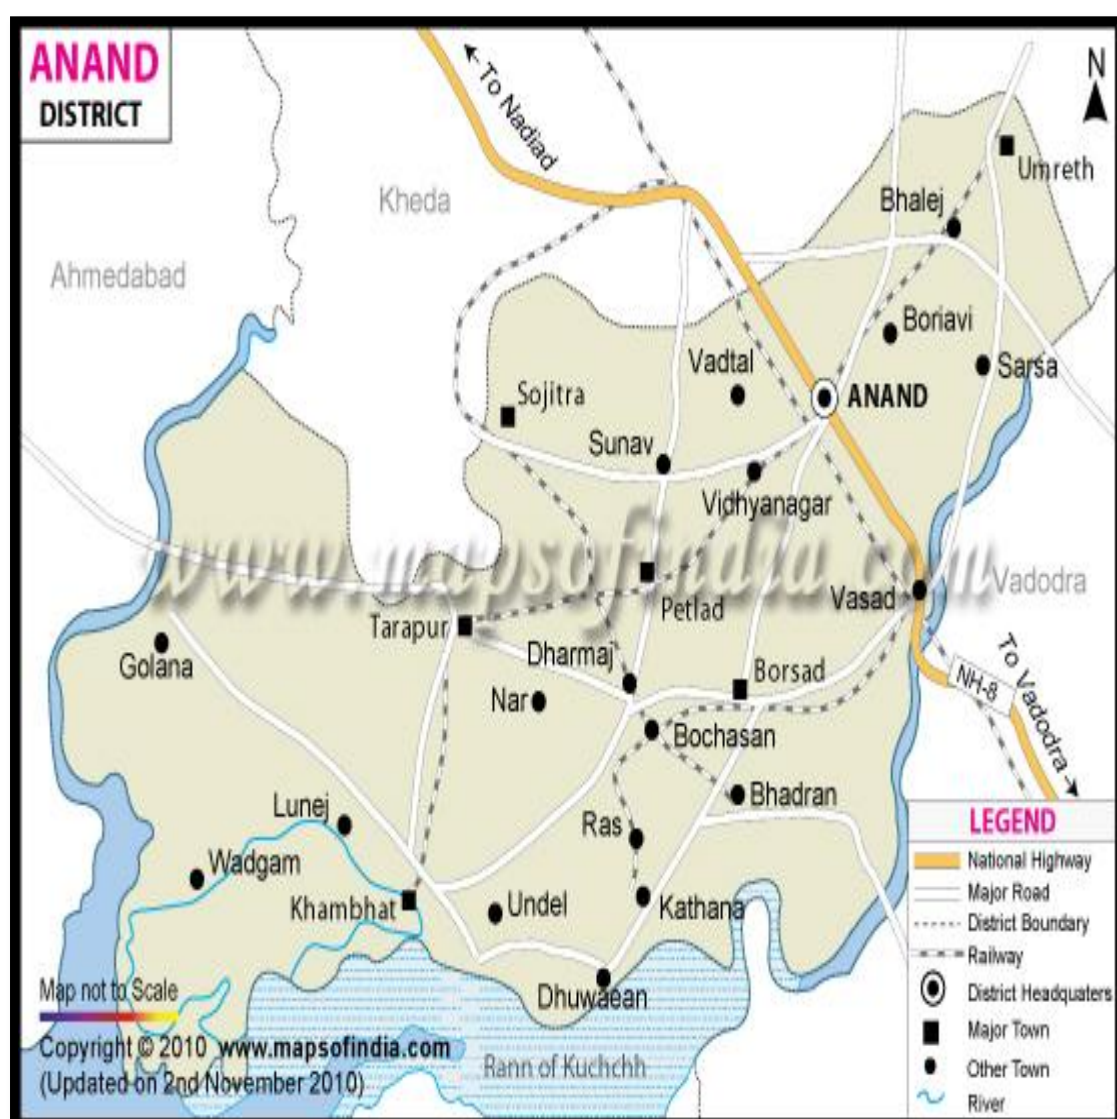 ANAND
DISTRICT
To Nadiad
N
Umreth
Kheda
Bhalej
Ahmedabad
Boriavi
Vadtal
Sarsa
Sojitra
ANAND
Sunav
Vidhyanagar
www.mapsofindia.com
Vadodra
Vasad
Petlad
Tarapur
Golana
Dharmaj
Borsad
To Vadodra
NH-8
Nar
Bochasan
Bhadran
Lunej
Ras
Wadgam
Khambhat
Undel
Kathana
Dhuwaean
Rann of Kuchchh
Map not to Scale
Copyright © 2010 www.mapsofindia.com
(Updated on 2nd November 2010)
LEGEND
National Highway
Major Road
District Boundary
Railway
District Headquaters
Major Town
Other Town
River